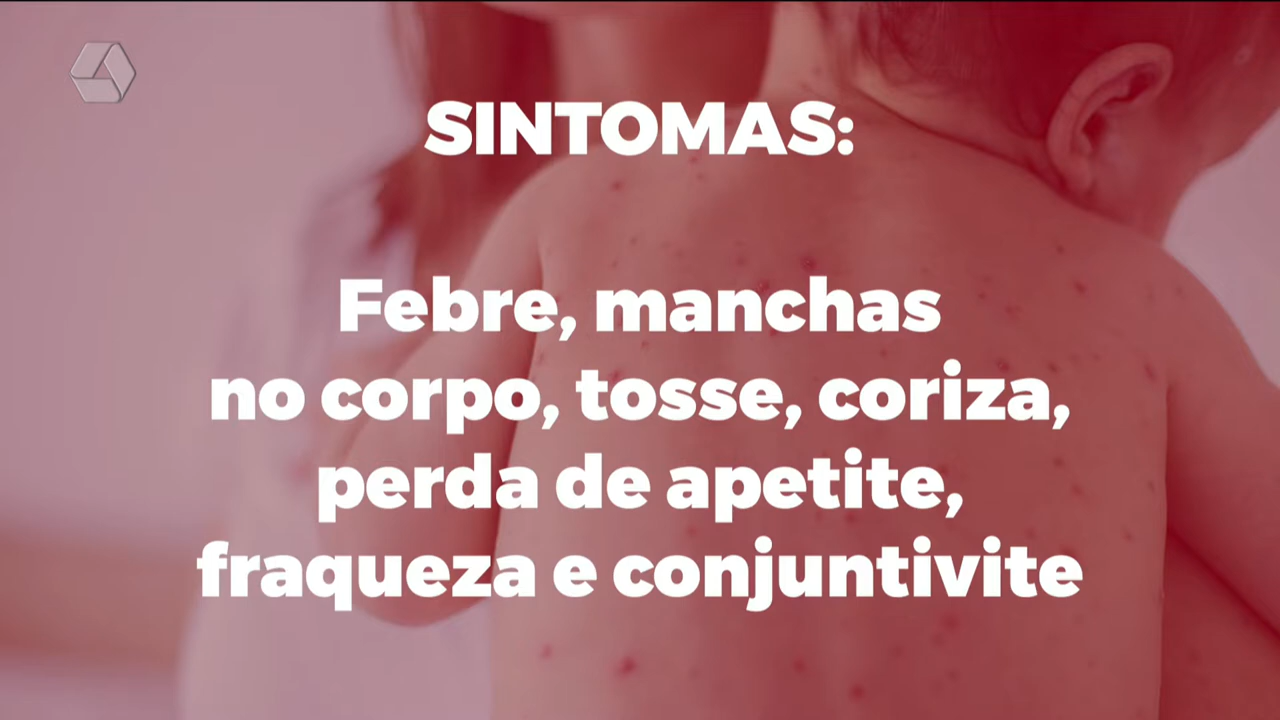 SINTOMAS:
Febre, manchas
no corpo, tosse, coriza,
perda de apetite,
fraqueza e conjuntivite